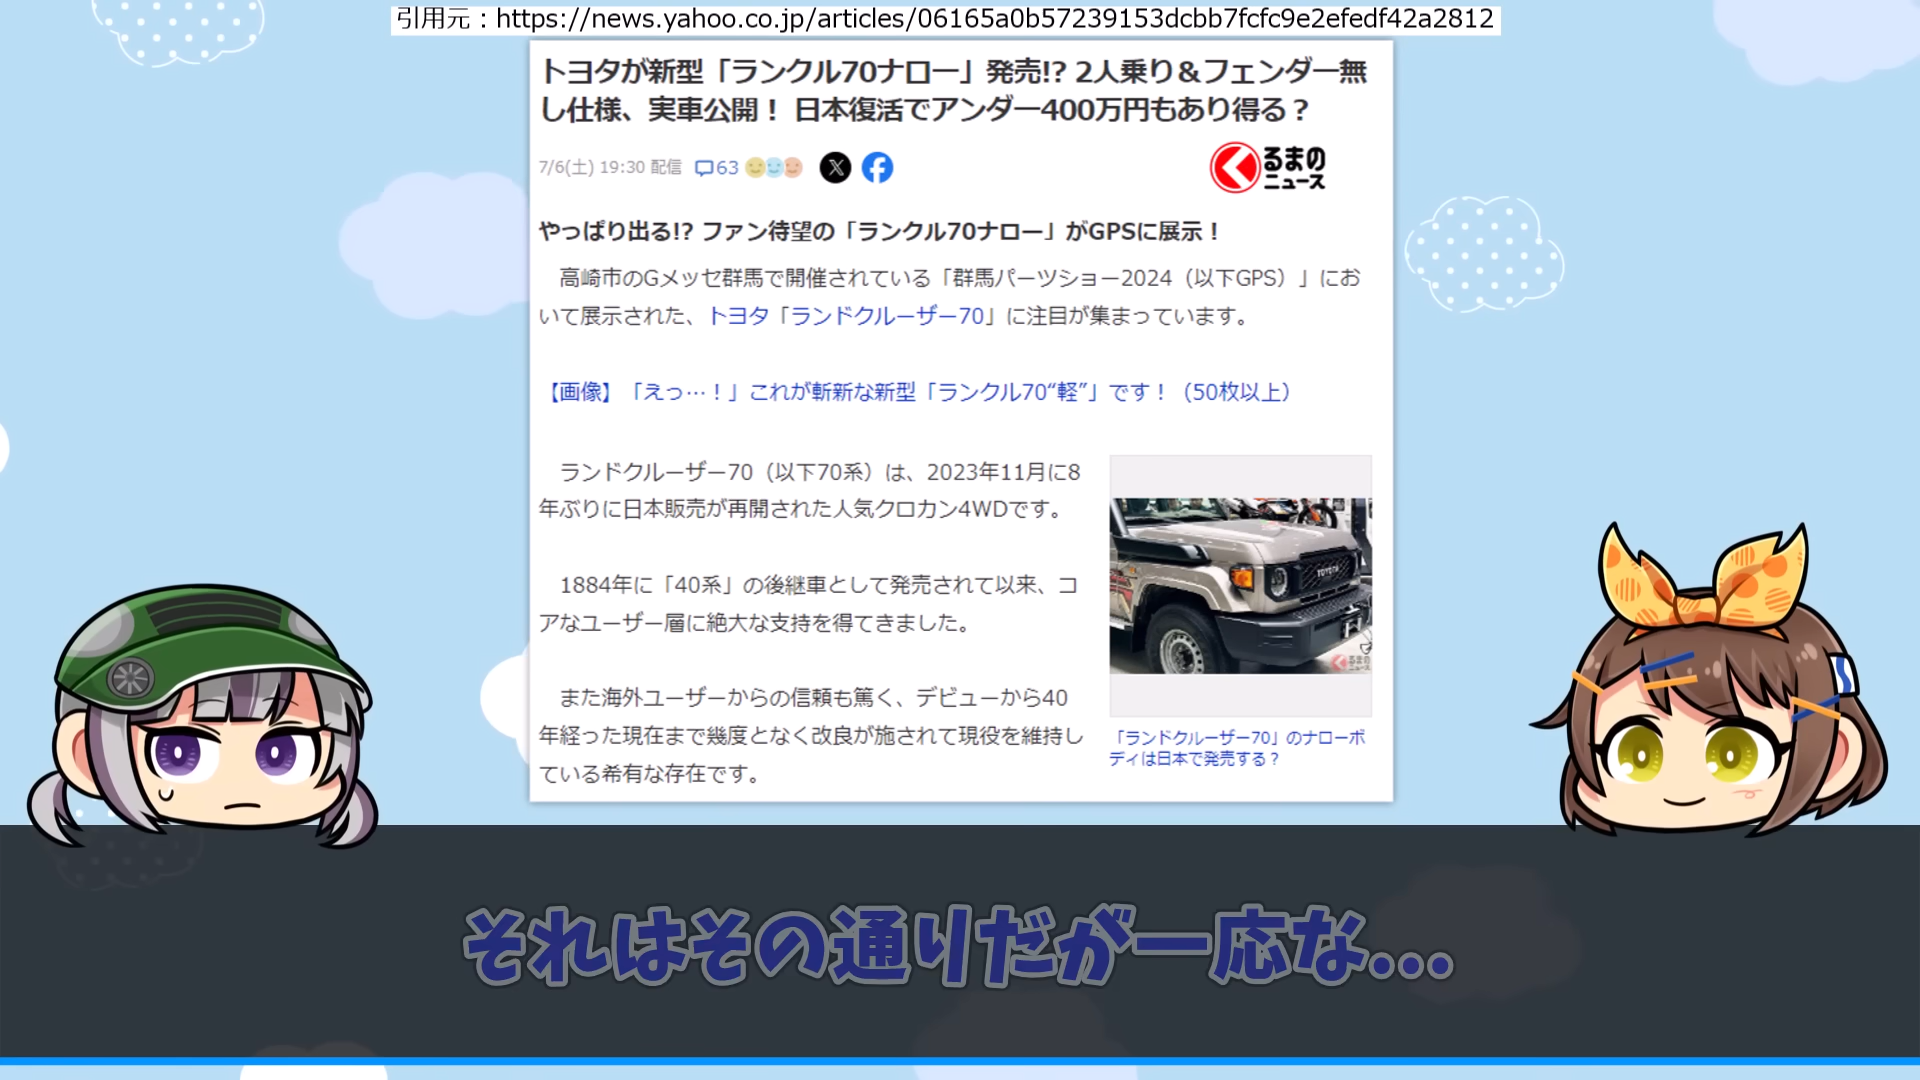 引用元：https://news.yahoo.co.jp/articles/06165a0b57239153dcbb7fcfc9e2efedf42a2812
トヨタが新型「ランクル70ナロー」発売!? 2人乗り＆フェンダー無
し仕様、実車公開！ 日本復活でアンダー400万円もあり得る？
7/6(土) 19:30 配信 63
くるまの
ニュース
やっぱり出る!? ファン待望の「ランクル70ナロー」がGPSに展示！
高崎市のGメッセ群馬で開催されている「群馬パーツショー2024（以下GPS）」にお
いて展示された、トヨタ「ランドクルーザー70」に注目が集まっています。
【画像】「えっ…！」これが斬新な新型「ランクル70“軽”」です！（50枚以上）
ランドクルーザー70（以下70系）は、2023年11月に8
年ぶりに日本販売が再開された人気クロカン4WDです。
1884年に「40系」の後継車として発売されて以来、コ
アなユーザー層に絶大な支持を得てきました。
また海外ユーザーからの信頼も篤く、デビューから40
年経った現在まで幾度となく改良が施されて現役を維持し
ている希有な存在です。
TOYOTA
るまの
ニュース
「ランドクルーザー70」のナローボ
ディは日本で発売する？
それはその通りだが一応な…